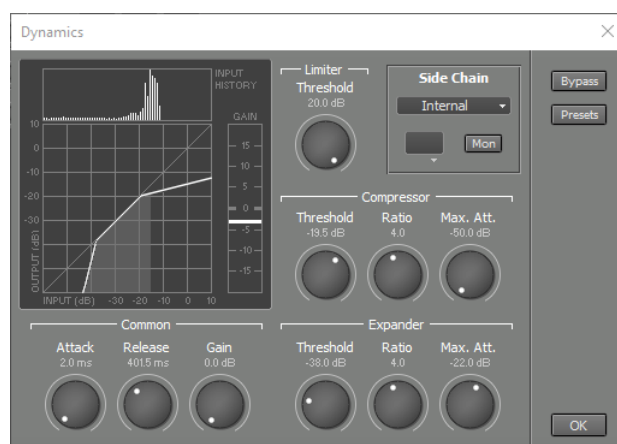 Dynamics
INPUT
HISTORY
GAIN
10
0
-10
-20
-30
OUTPUT (dB)
INPUT (dB) -30 -20 -10 0 10
15
10
5
0
-5
-10
-15
Limiter
Threshold
20.0 dB
Side Chain
Internal
Mon
Bypass
Presets
Compressor
Threshold Ratio Max. Att.
-19.5 dB 4.0 -50.0 dB
Common
Attack Release Gain
2.0 ms 401.5 ms 0.0 dB
Expander
Threshold Ratio Max. Att.
-38.0 dB 4.0 -22.0 dB
OK